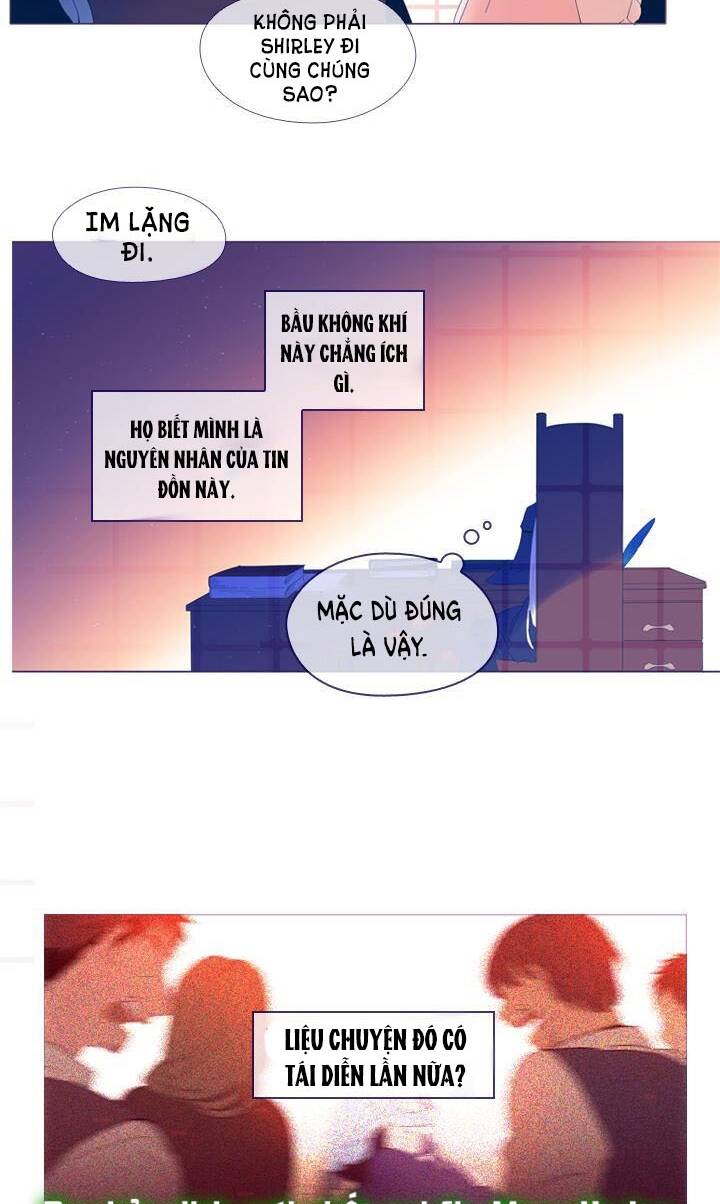 KHÔNG PHẢI
SHIRLEY ĐI
CÙNG CHÚNG
SAO?
IM LẶNG
ĐI.
BẦU KHÔNG KHÍ
NÀY CHẲNG ÍCH
GÌ.
HỌ BIẾT MÌNH LÀ
NGUYÊN NHÂN CỦA TIN
ĐỒN NÀY.
MẶC DÙ ĐÚNG
LÀ VẬY.
LIỆU CHUYỆN ĐÓ CÓ
TÁI DIỄN LẦN NỮA?